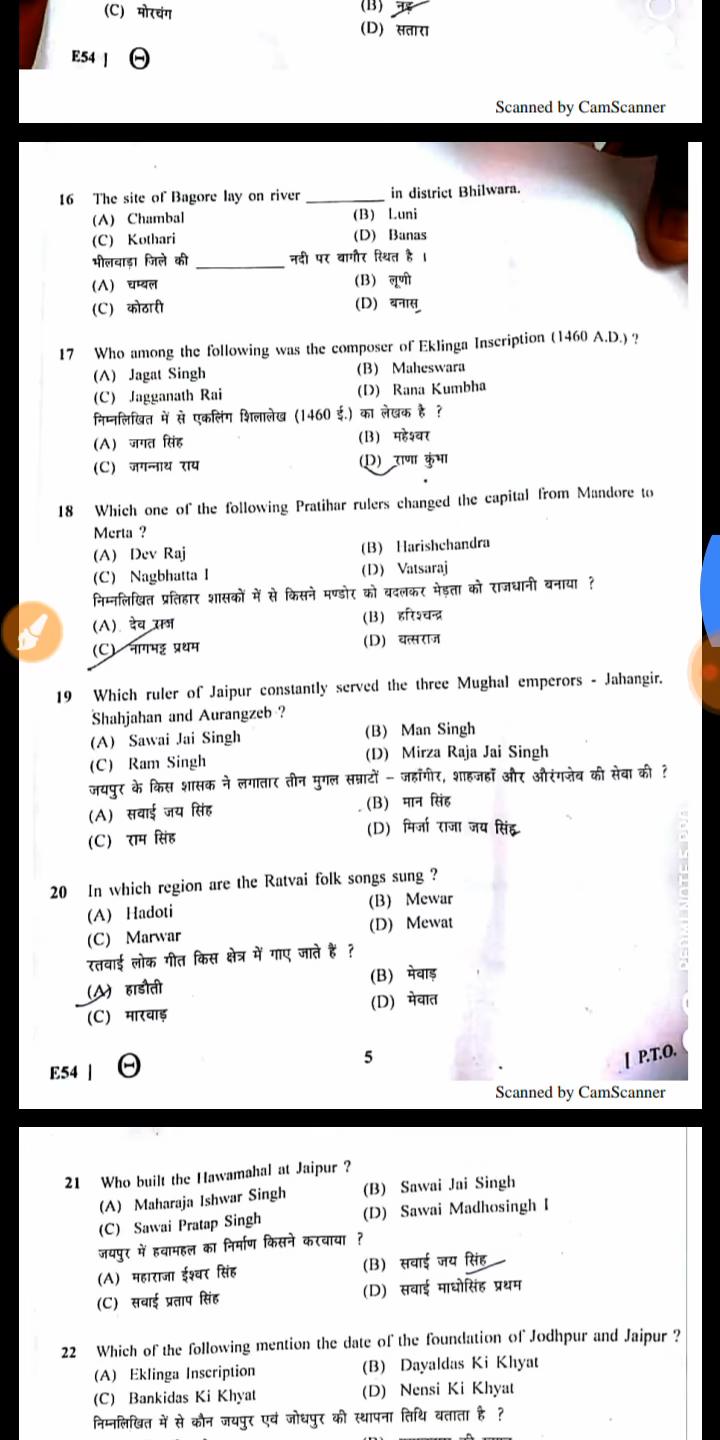 (C) मोरचंग
(B) नड़
(D) सतारा
E54 ]
Scanned by CamScanner
16 The site of Bagore lay on river _________ in district Bhilwara.
(A) Chambal (B) Luni
(C) Kothari (D) Banas
भीलवाड़ा जिले की _________ नदी पर बागौर स्थित है ।
(A) चम्बल (B) लूणी
(C) कोठारी (D) बनास
17 Who among the following was the composer of Eklinga Inscription (1460 A.D.) ?
(A) Jagat Singh (B) Maheswara
(C) Jagganath Rai (D) Rana Kumbha
निम्नलिखित में से एकलिंग शिलालेख (1460 ई.) का लेखक है ?
(A) जगत सिंह (B) महेश्वर
(C) जगन्नाथ राय (D) राणा कुंभा
18 Which one of the following Pratihar rulers changed the capital from Mandore to
Merta ?
(A) Dev Raj (B) Harishchandra
(C) Nagbhatta I (D) Vatsaraj
निम्नलिखित प्रतिहार शासकों में से किसने मण्डोर को बदलकर मेड़ता को राजधानी बनाया ?
(A) देव राज (B) हरिश्चन्द्र
(C) नागभट्ट प्रथम (D) वत्सराज
19 Which ruler of Jaipur constantly served the three Mughal emperors - Jahangir.
Shahjahan and Aurangzeb ?
(A) Sawai Jai Singh (B) Man Singh
(C) Ram Singh (D) Mirza Raja Jai Singh
जयपुर के किस शासक ने लगातार तीन मुगल सम्राटों – जहाँगीर, शाहजहाँ और औरंगज़ेब की सेवा की ?
(A) सवाई जय सिंह (B) मान सिंह
(C) राम सिंह (D) मिर्जा राजा जय सिंह
20 In which region are the Ratvai folk songs sung ?
(A) Hadoti (B) Mewar
(C) Marwar (D) Mewat
रतवाई लोक गीत किस क्षेत्र में गाए जाते हैं ?
(A) हाडौती (B) मेवाड़
(C) मारवाड़ (D) मेवात
E54 ] 5 [ P.T.O.
Scanned by CamScanner
21 Who built the Hawamahal at Jaipur ?
(A) Maharaja Ishwar Singh (B) Sawai Jai Singh
(C) Sawai Pratap Singh (D) Sawai Madhosingh I
जयपुर में हवामहल का निर्माण किसने करवाया ?
(A) महाराजा ईश्वर सिंह (B) सवाई जय सिंह
(C) सवाई प्रताप सिंह (D) सवाई माधोसिंह प्रथम
22 Which of the following mention the date of the foundation of Jodhpur and Jaipur ?
(A) Eklinga Inscription (B) Dayaldas Ki Khyat
(C) Bankidas Ki Khyat (D) Nensi Ki Khyat
निम्नलिखित में से कौन जयपुर एवं जोधपुर की स्थापना तिथि बताता है ?